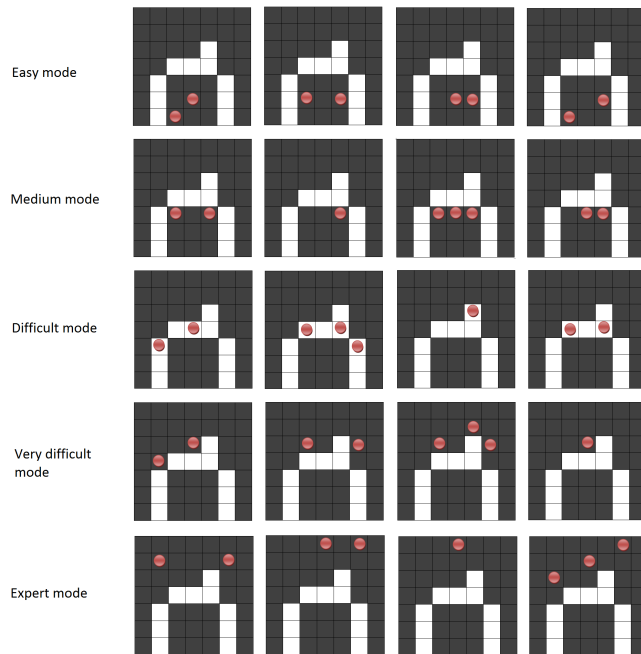 Easy mode
Medium mode
Difficult mode
Very difficult
mode
Expert mode